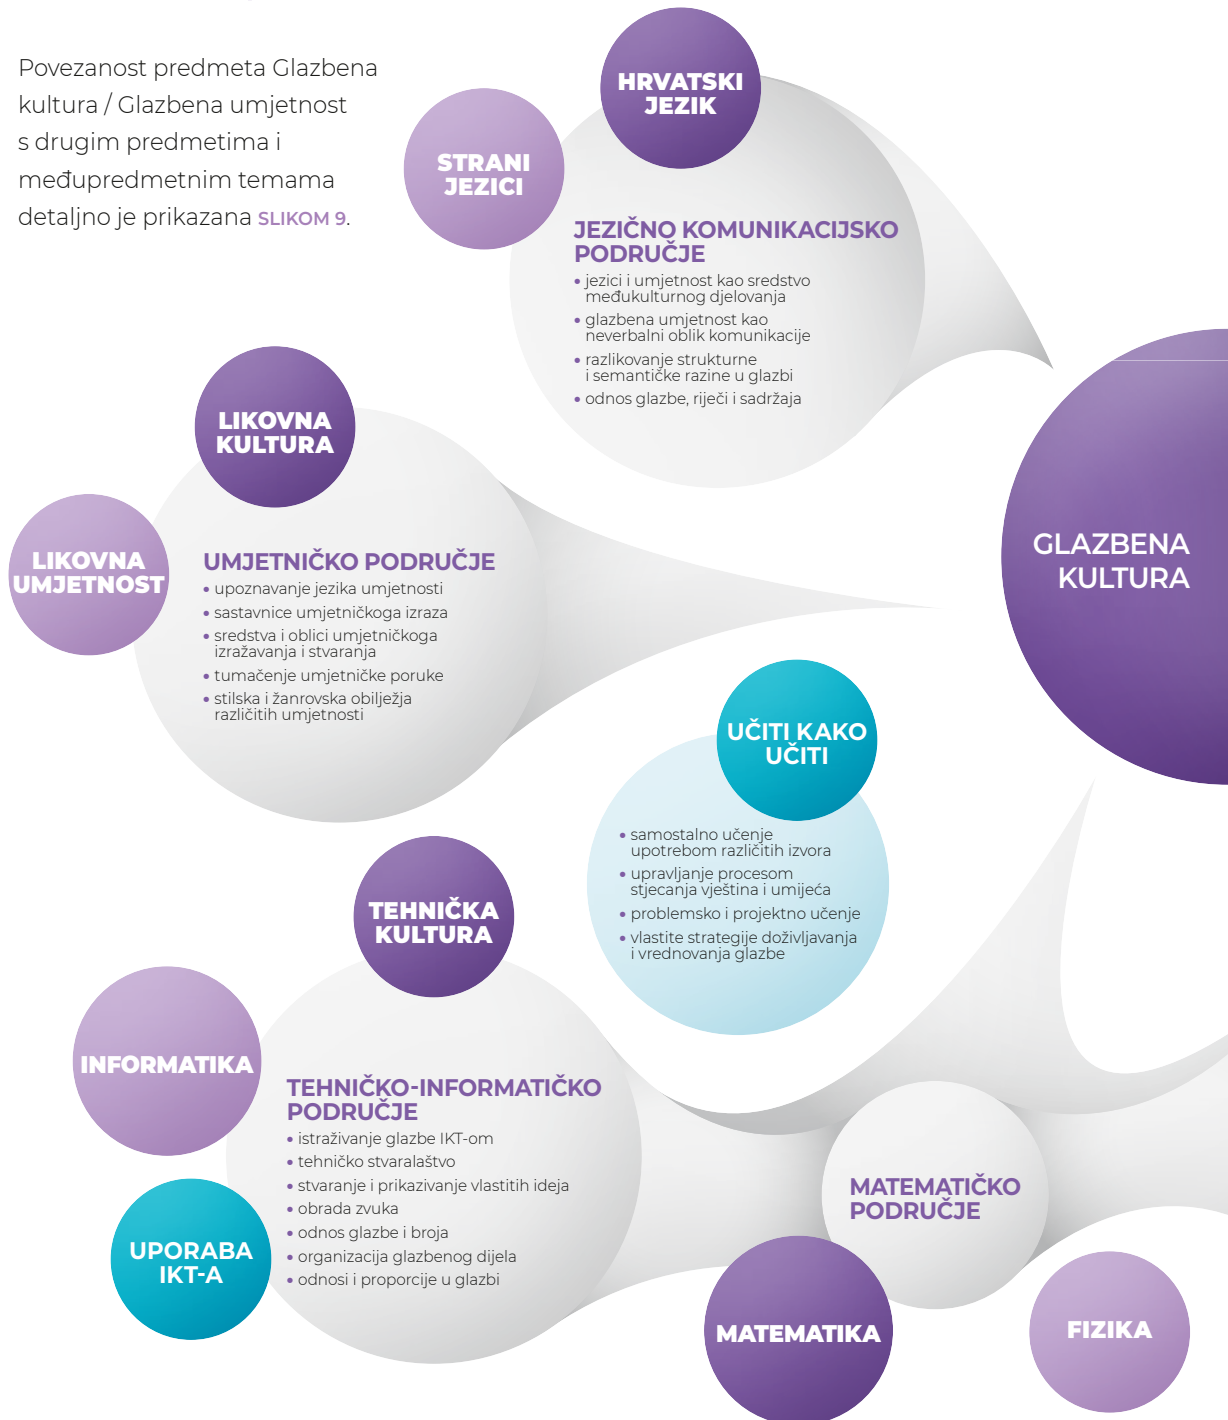 Povezanost predmeta Glazbena
kultura / Glazbena umjetnost
s drugim predmetima i
međupredmetnim temama
detaljno je prikazana SLIKOM 9.
HRVATSKI
JEZIK
STRANI
JEZICI
JEZIČNO KOMUNIKACIJSKO
PODRUČJE
• jezici i umjetnost kao sredstvo
međukulturnog djelovanja
• glazbena umjetnost kao
neverbalni oblik komunikacije
• razlikovanje strukturne
i semantičke razine u glazbi
• odnos glazbe, riječi i sadržaja
LIKOVNA
KULTURA
LIKOVNA
UMJETNOST
UMJETNIČKO PODRUČJE
• upoznavanje jezika umjetnosti
• sastavnice umjetničkoga izraza
• sredstva i oblici umjetničkoga
izražavanja i stvaranja
• tumačenje umjetničke poruke
• stilska i žanrovska obilježja
različitih umjetnosti
GLAZBENA
KULTURA
UČITI KAKO
UČITI
• samostalno učenje
upotrebom različitih izvora
• upravljanje procesom
stjecanja vještina i umijeća
• problemsko i projektno učenje
• vlastite strategije doživljavanja
i vrednovanja glazbe
TEHNIČKA
KULTURA
INFORMATIKA
UPORABA
IKT-A
TEHNIČKO-INFORMATIČKO
PODRUČJE
• istraživanje glazbe IKT-om
• tehničko stvaralaštvo
• stvaranje i prikazivanje vlastitih ideja
• obrada zvuka
• odnos glazbe i broja
• organizacija glazbenog dijela
• odnosi i proporcije u glazbi
MATEMATIČKO
PODRUČJE
MATEMATIKA
FIZIKA